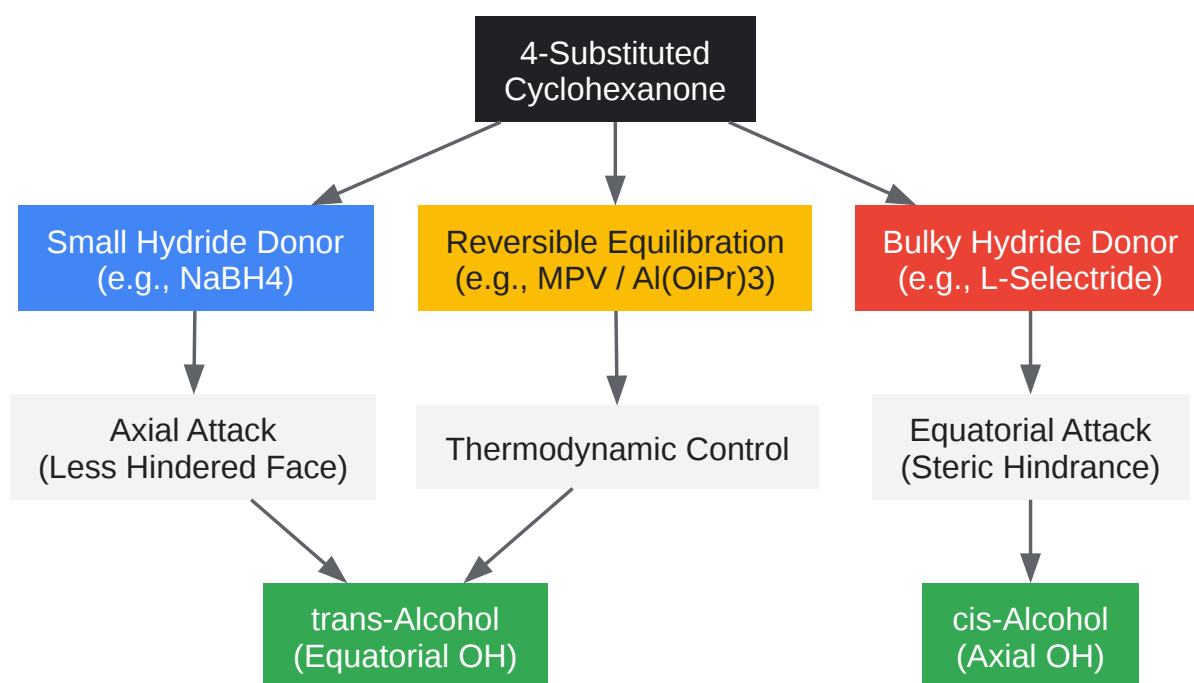 4-Substituted
Cyclohexanone
Small Hydride Donor
(e.g., NaBH4)
Reversible Equilibration
(e.g., MPV / Al(OiPr)3)
Bulky Hydride Donor
(e.g., L-Selectride)
Axial Attack
(Less Hindered Face)
Thermodynamic Control
Equatorial Attack
(Steric Hindrance)
trans-Alcohol
(Equatorial OH)
cis-Alcohol
(Axial OH)